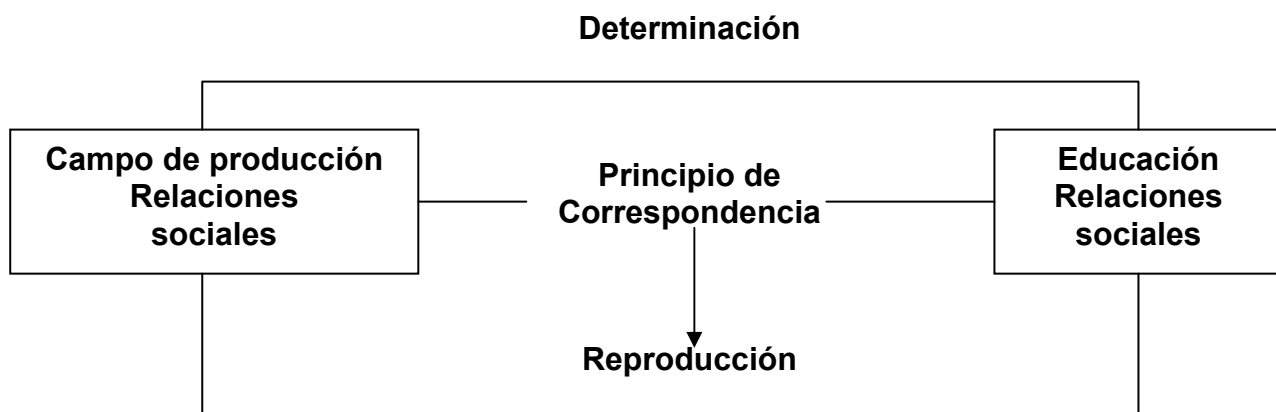 Determinación
Campo de producción
Relaciones
sociales
Principio de
Correspondencia
Educación
Relaciones
sociales
Reproducción